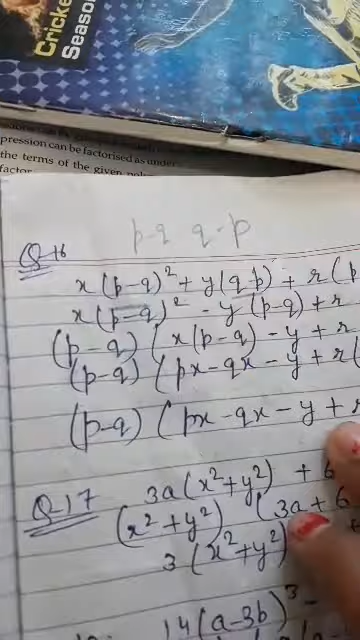 Cricke
Season
pression can be factorised as under
the terms of the given
factor
p-q q-p
Q-16
x(p-q)² + y(q-p) + r(p
x(p-q)² - y(p-q) + r
(p-q) (x(p-q) - y + r
(p-q) (px-qx-y+r(
(p-q) (px-qx-y+r
Q-17 3a(x²+y²) + 6
(x²+y²) (3a+6
3(x²+y²)
14(a-3b)³ -